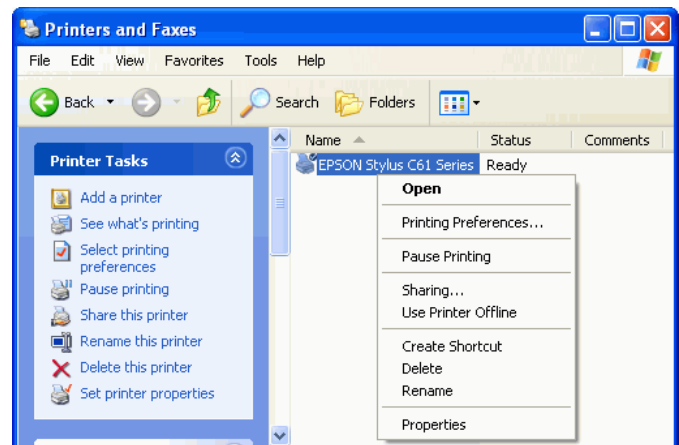 Printers and Faxes
File Edit View Favorites Tools Help
Back Search Folders
Name Status Comments
Printer Tasks
EPSON Stylus C61 Series Ready
Add a printer
See what's printing
Select printing
preferences
Pause printing
Share this printer
Rename this printer
Delete this printer
Set printer properties
Open
Printing Preferences...
Pause Printing
Sharing...
Use Printer Offline
Create Shortcut
Delete
Rename
Properties